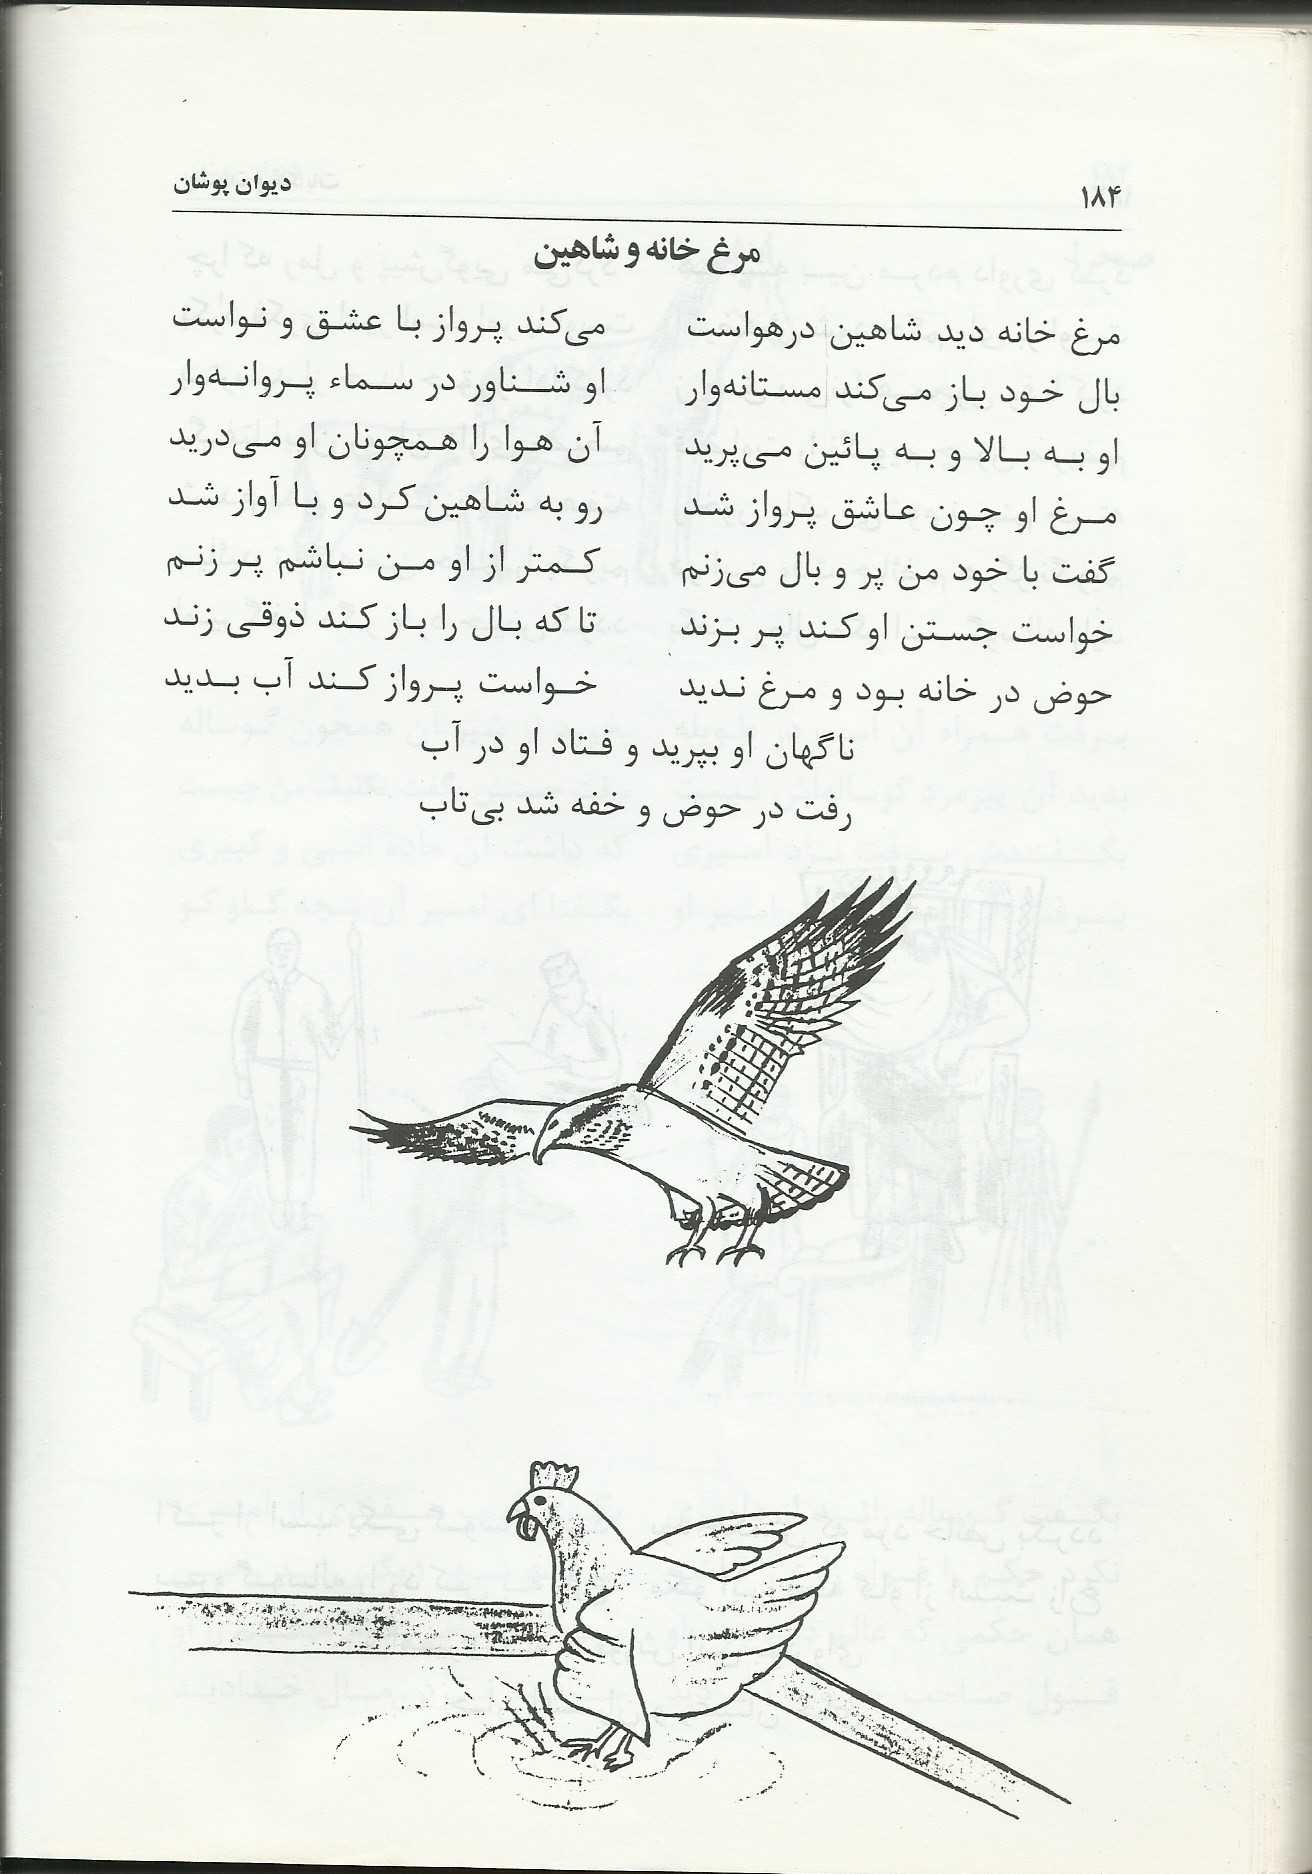 ۱۸۴ دیوان پوشان
مرغ خانه و شاهین
مرغ خانه دید شاهین درهواست می‌کند پرواز با عشق و نواست
بال خود باز می‌کند مستانه‌وار او شناور در سماء پروانه‌وار
او به بالا و به پائین می‌پرید آن هوا را همچونان او می‌درید
مرغ او چون عاشق پرواز شد رو به شاهین کرد و با آواز شد
گفت با خود من پر و بال می‌زنم کمتر از او من نباشم پر زنم
خواست جستن او کند پر بزند تا که بال را باز کند ذوقی زند
حوض در خانه بود و مرغ ندید خواست پرواز کند آب بدید
ناگهان او بپرید و فتاد او در آب
رفت در حوض و خفه شد بی‌تاب